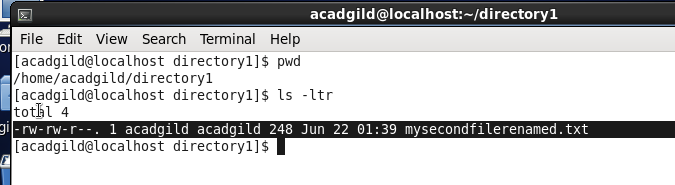 acadgild@localhost:~/directory1
File Edit View Search Terminal Help
[acadgild@localhost directory1]$ pwd
/home/acadgild/directory1
[acadgild@localhost directory1]$ ls -ltr
total 4
-rw-rw-r--. 1 acadgild acadgild 248 Jun 22 01:39 mysecondfilerenamed.txt
[acadgild@localhost directory1]$